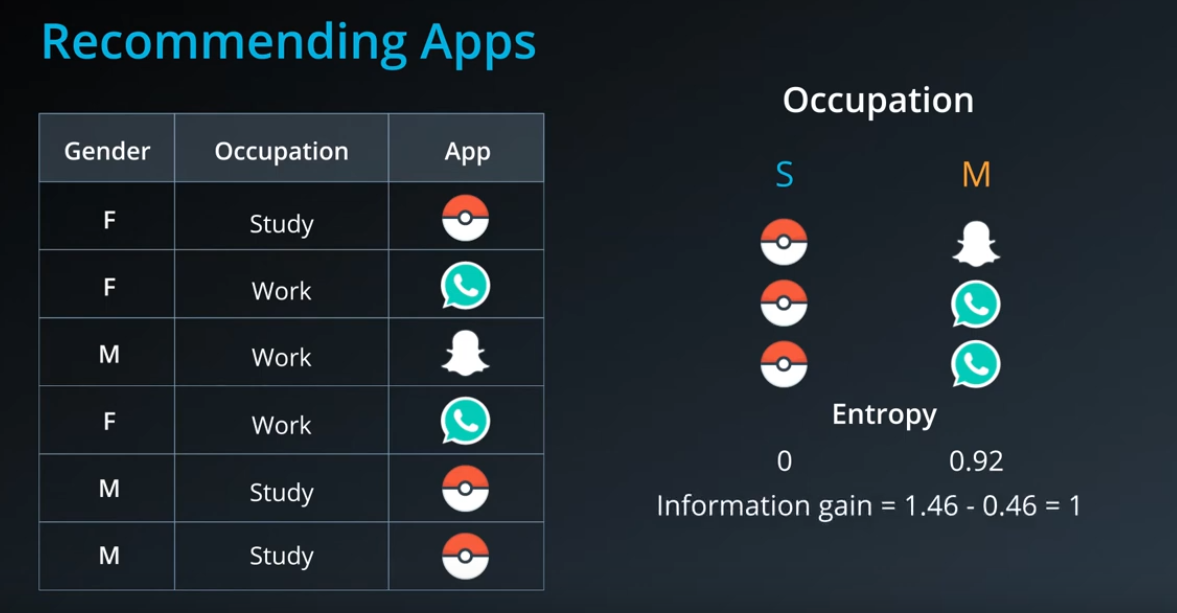 Recommending Apps
Gender Occupation App
F Study
F Work
M Work
F Work
M Study
M Study
Occupation
S M
Entropy
0 0.92
Information gain = 1.46 - 0.46 = 1